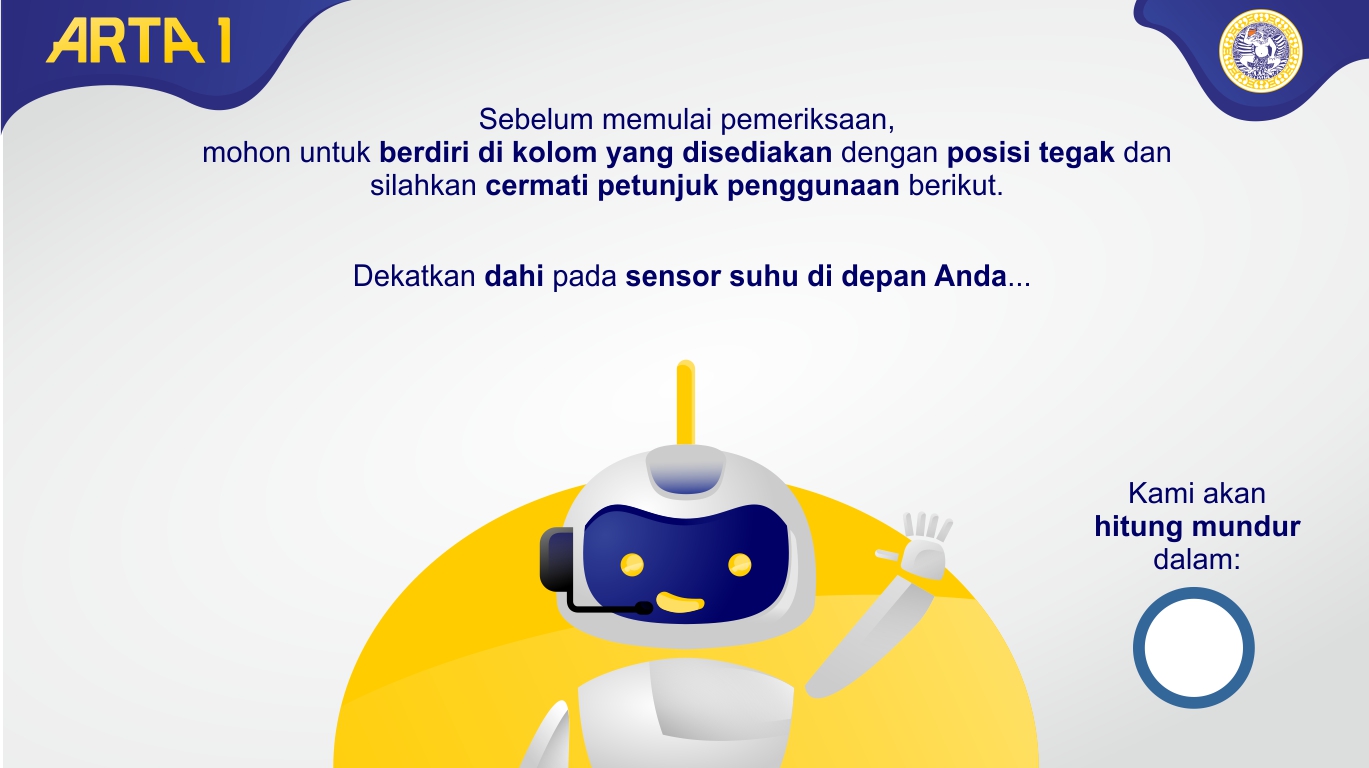 ARTA 1
Sebelum memulai pemeriksaan,
mohon untuk berdiri di kolom yang disediakan dengan posisi tegak dan
silahkan cermati petunjuk penggunaan berikut.
Dekatkan dahi pada sensor suhu di depan Anda...
Kami akan
hitung mundur
dalam: